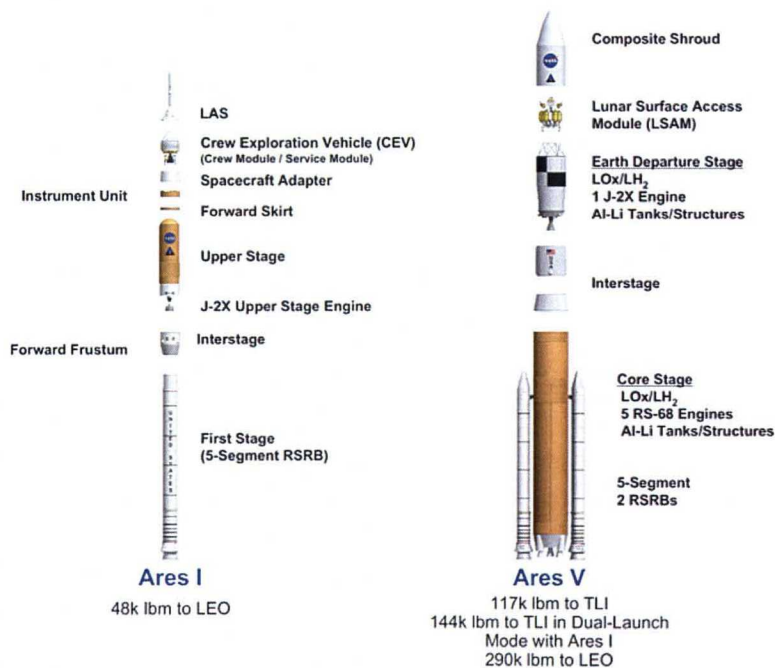 LAS
Crew Exploration Vehicle (CEV)
(Crew Module / Service Module)
Spacecraft Adapter
Instrument Unit
Forward Skirt
Upper Stage
J-2X Upper Stage Engine
Interstage
Forward Frustum
First Stage
(5-Segment RSRB)
UNITED STATES
Ares I
48k lbm to LEO
Composite Shroud
NASA
Lunar Surface Access
Module (LSAM)
Earth Departure Stage
LOx/LH2
1 J-2X Engine
Al-Li Tanks/Structures
Interstage
Core Stage
LOx/LH2
5 RS-68 Engines
Al-Li Tanks/Structures
5-Segment
2 RSRBs
Ares V
117k lbm to TLI
144k lbm to TLI in Dual-Launch
Mode with Ares I
290k lbm to LEO